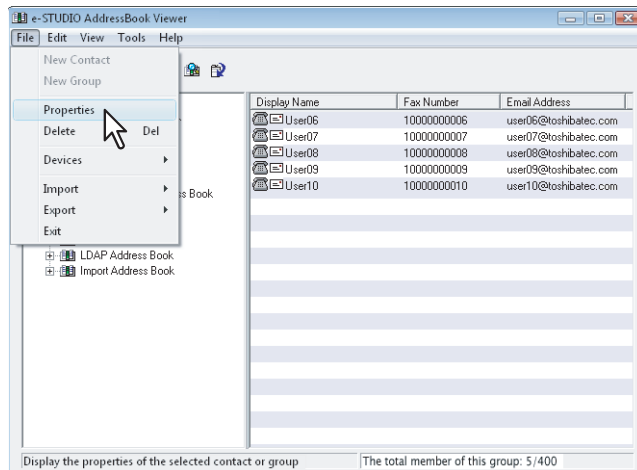 e-STUDIO AddressBook Viewer
File Edit View Tools Help
New Contact
New Group
Properties
Delete Del
Devices
Import
Export
Exit
ss Book
LDAP Address Book
Import Address Book
Display Name Fax Number Email Address
User06 10000000006 user06@toshibatec.com
User07 10000000007 user07@toshibatec.com
User08 10000000008 user08@toshibatec.com
User09 10000000009 user09@toshibatec.com
User10 10000000010 user10@toshibatec.com
Display the properties of the selected contact or group The total member of this group: 5/400